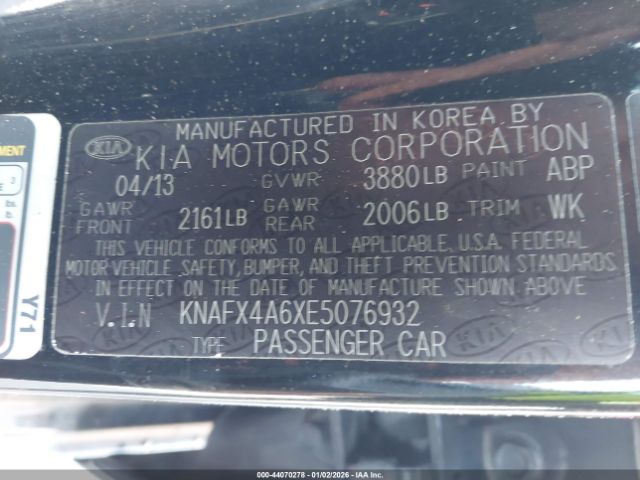 MANUFACTURED IN KOREA BY
KIA KIA MOTORS CORPORATION
04/13 GVWR 3880LB PAINT ABP
GAWR FRONT 2161LB GAWR REAR 2006LB TRIM WK
THIS VEHICLE CONFORMS TO ALL APPLICABLE U.S.A. FEDERAL
MOTOR VEHICLE SAFETY, BUMPER, AND THEFT PREVENTION STANDARDS
IN EFFECT ON THE DATE OF MANUFACTURE SHOWN ABOVE
V.I.N KNAFX4A6XE5076932
TYPE PASSENGER CAR
Y71
000-44070278 - 01/02/2026 - IAAI.com